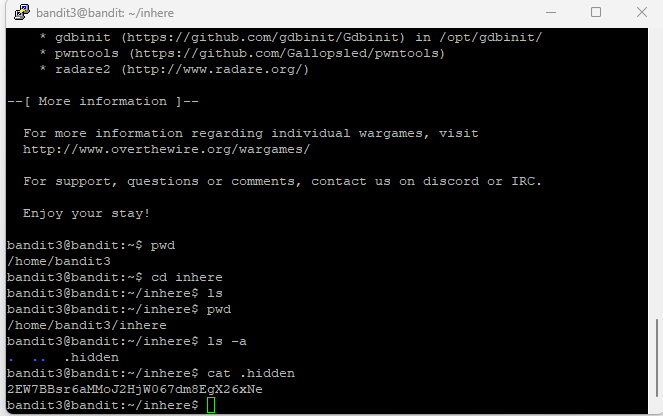 bandit3@bandit: ~/inhere
* gdbinit (https://github.com/gdbinit/Gdbinit) in /opt/gdbinit/
* pwntools (https://github.com/Gallopsled/pwntools)
* radare2 (http://www.radare.org/)
--[ More information ]--
For more information regarding individual wargames, visit
http://www.overthewire.org/wargames/
For support, questions or comments, contact us on discord or IRC.
Enjoy your stay!
bandit3@bandit:~$ pwd
/home/bandit3
bandit3@bandit:~$ cd inhere
bandit3@bandit:~/inhere$ ls
bandit3@bandit:~/inhere$ pwd
/home/bandit3/inhere
bandit3@bandit:~/inhere$ ls -a
.  ..  .hidden
bandit3@bandit:~/inhere$ cat .hidden
2EW7BBsr6aMMoJ2HjW067dm8EgX26xNe
bandit3@bandit:~/inhere$